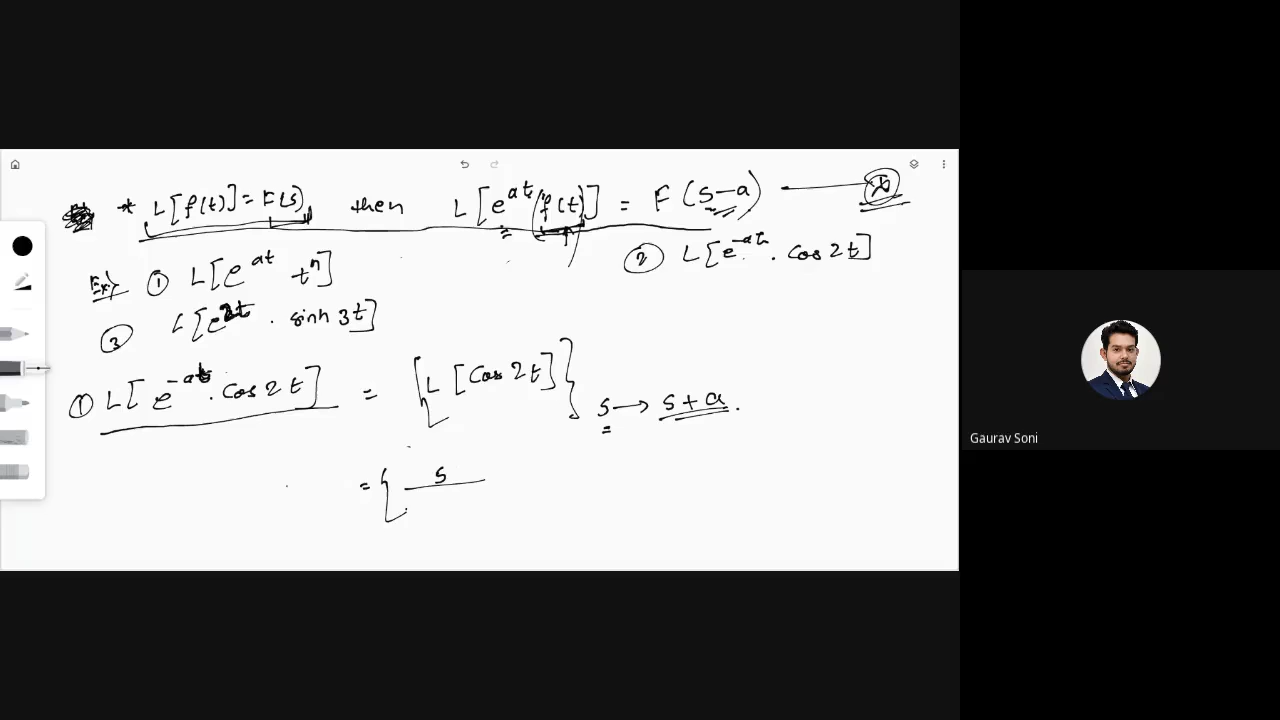 * L[f(t)] = F(s) then L[e^{at} f(t)] = F(s-a)
Ex> ① L[e^{at} t^n] ② L[e^{-at} . cos 2t]
③ L[e^{2t} . sinh 3t]
① L[e^{-at} . cos 2t] = {L[cos 2t]} s → s+a.
= { s
Gaurav Soni